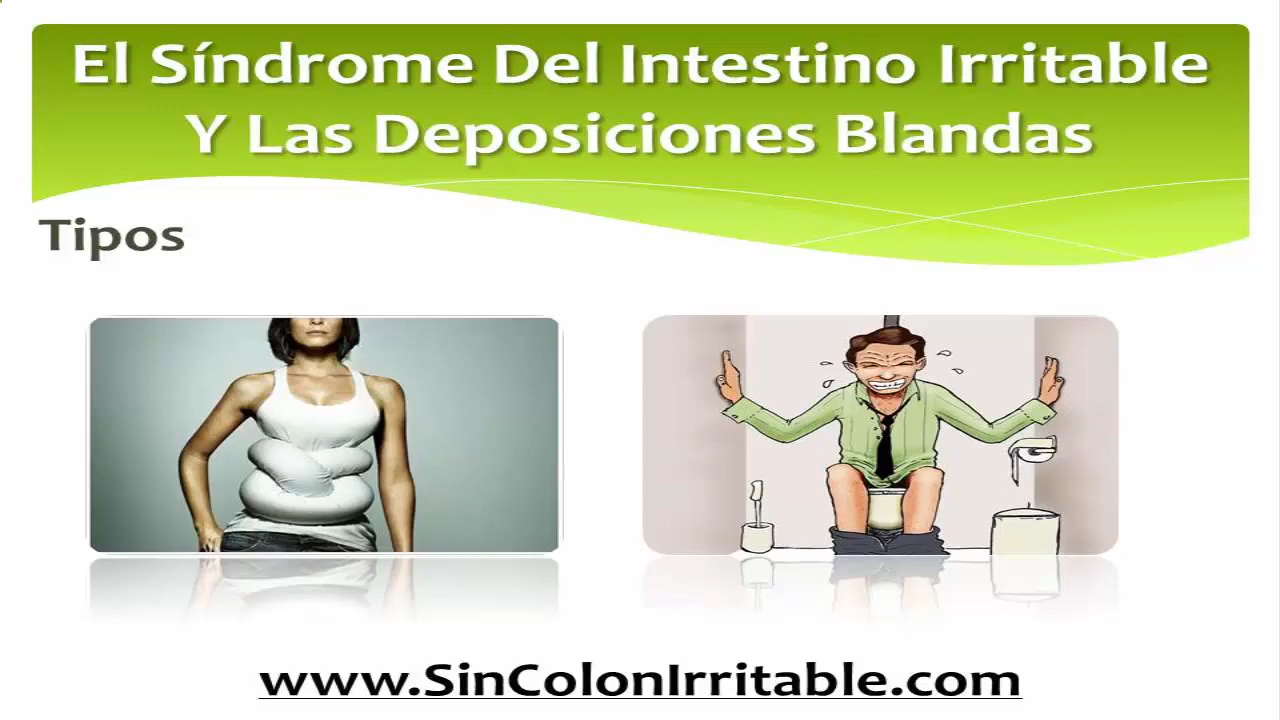 El Síndrome Del Intestino Irritable
Y Las Deposiciones Blandas
Tipos
www.SinColonIrritable.com